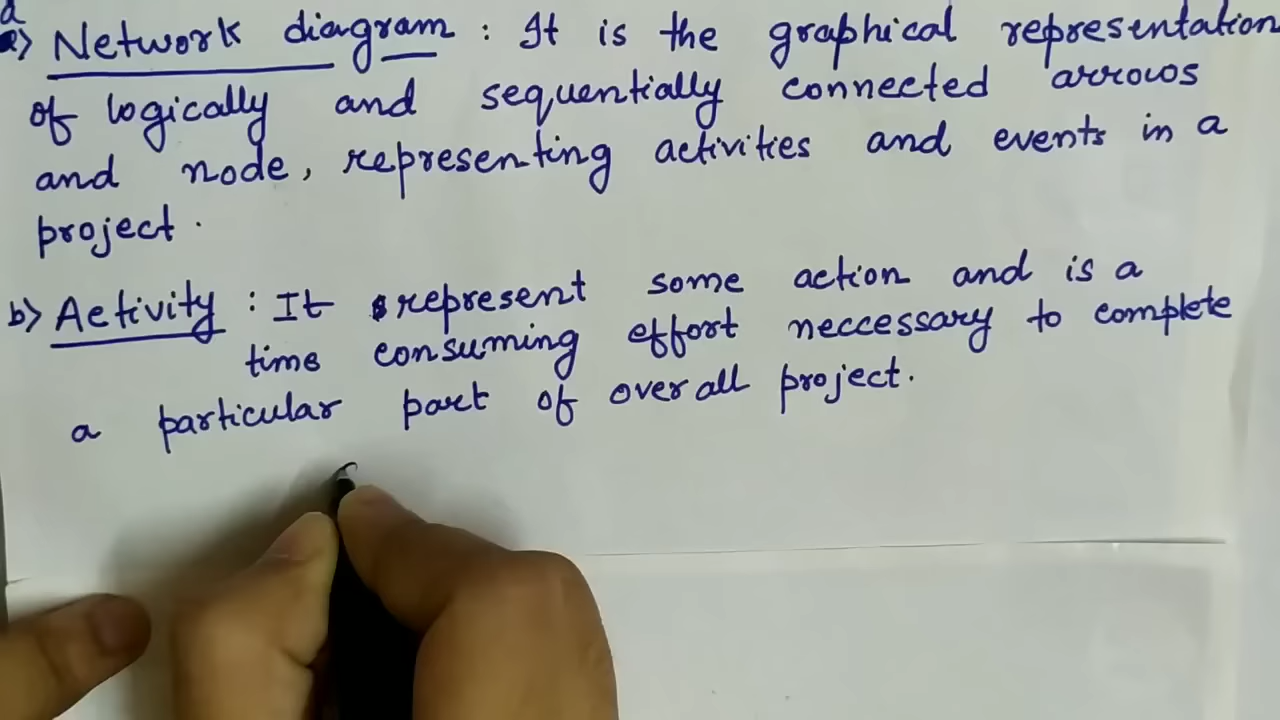 a) Network diagram : It is the graphical representation
of logically and sequentially connected arrows
and node, representing activities and events in a
project.
b) Activity : It represent some action and is a
time consuming effort neccessary to complete
a particular part of overall project.